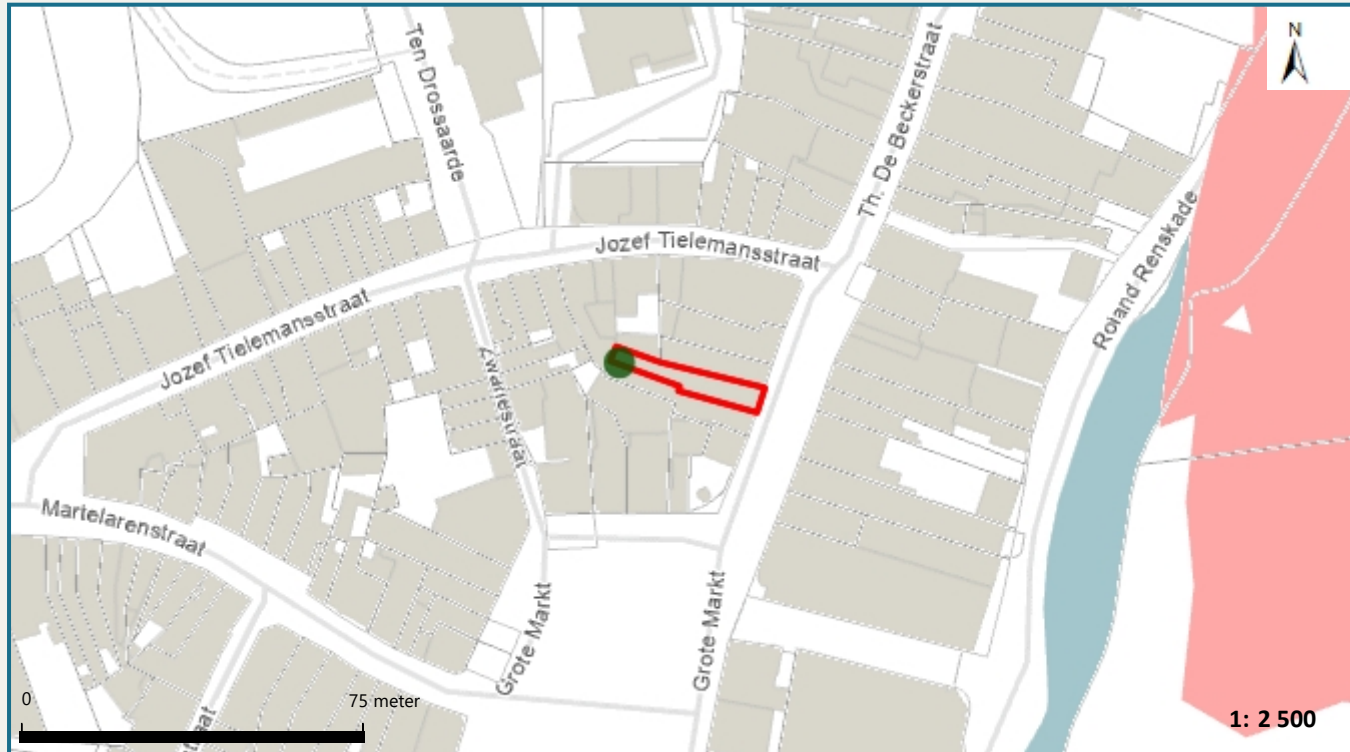 N
Ten Drossaarde
Th. De Beckerstraat
Jozef Tielemansstraat
Roland Renskade
Jozef Tielemansstraat
Martelarenstraat
Grote Markt
Grote Markt
0 75 meter
1: 2 500